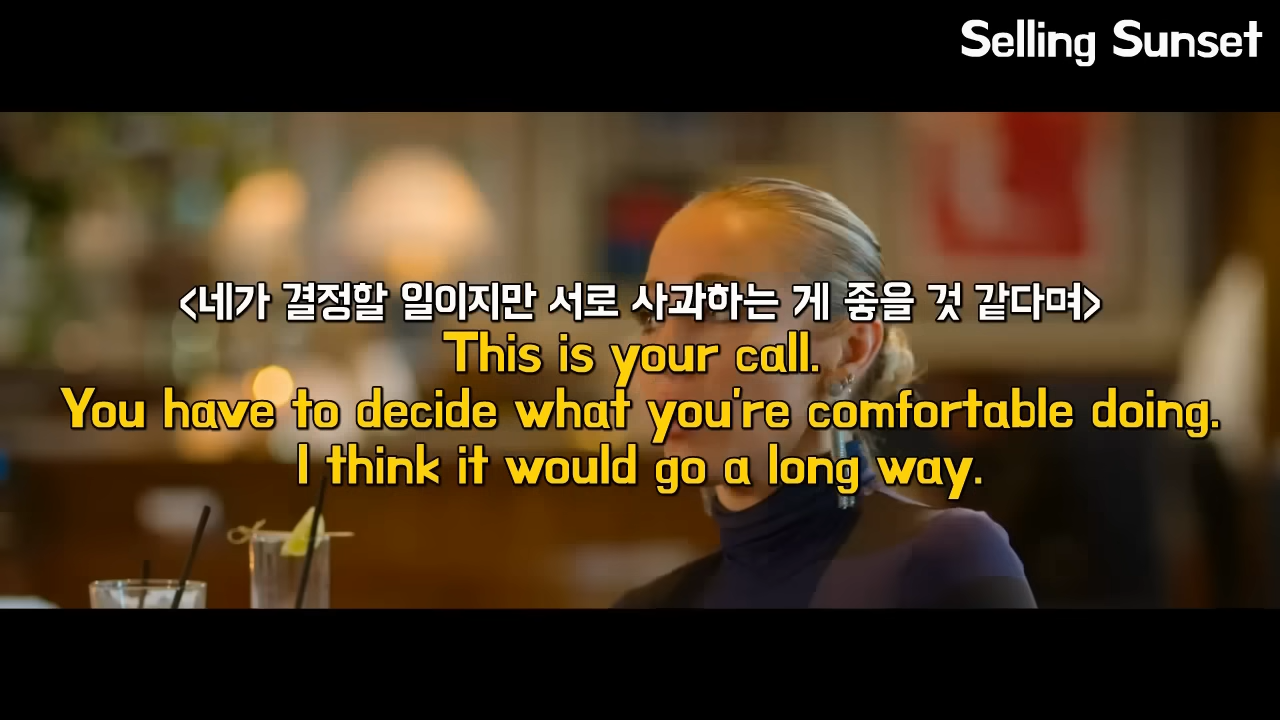 Selling Sunset
<네가 결정할 일이지만 서로 사과하는 게 좋을 것 같다며>
This is your call.
You have to decide what you're comfortable doing.
I think it would go a long way.